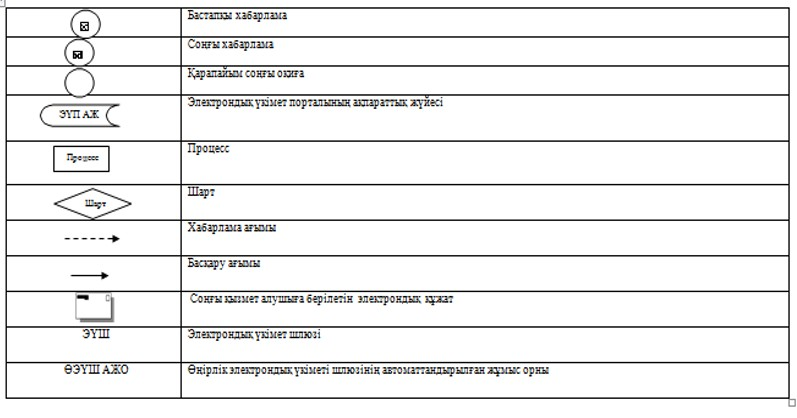 Бастапқы хабарлама
Соңғы хабарлама
Қарапайым соңғы оқиға
ЭҮП АЖ
Электрондық үкімет порталының ақпараттық жүйесі
Процесс
Процесс
Шарт
Шарт
Хабарлама ағымы
Басқару ағымы
Соңғы қызмет алушыға берілетін электрондық құжат
ЭҮШ
Электрондық үкімет шлюзі
ӨЭҮШ АЖО
Өңірлік электрондық үкіметі шлюзінің автоматтандырылған жұмыс орны